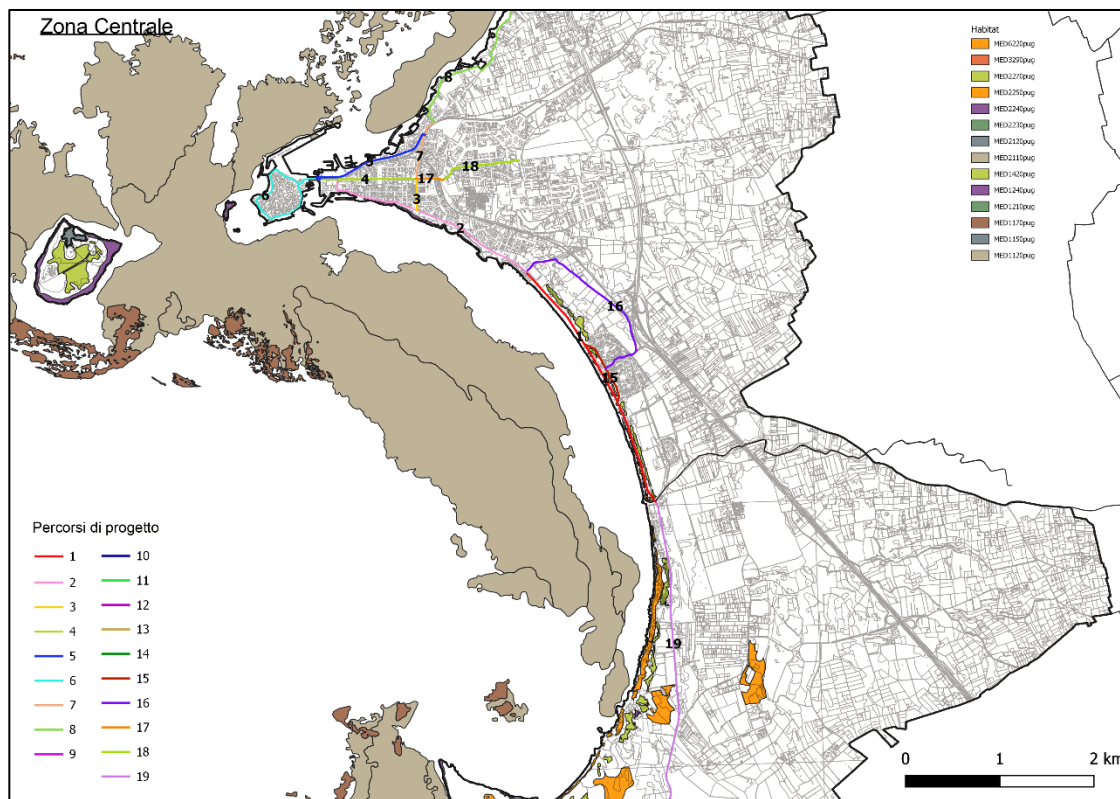 Zona Centrale
Habitat
MED6220pug
MED3290pug
MED2270pug
MED2250pug
MED2240pug
MED2230pug
MED2120pug
MED2110pug
MED1420pug
MED1240pug
MED1210pug
MED1170pug
MED1150pug
MED1120pug
8
5
7
18
4
17
6
3
2
16
1
15
19
Percorsi di progetto
1
2
3
4
5
6
7
8
9
10
11
12
13
14
15
16
17
18
19
0 1 2 km